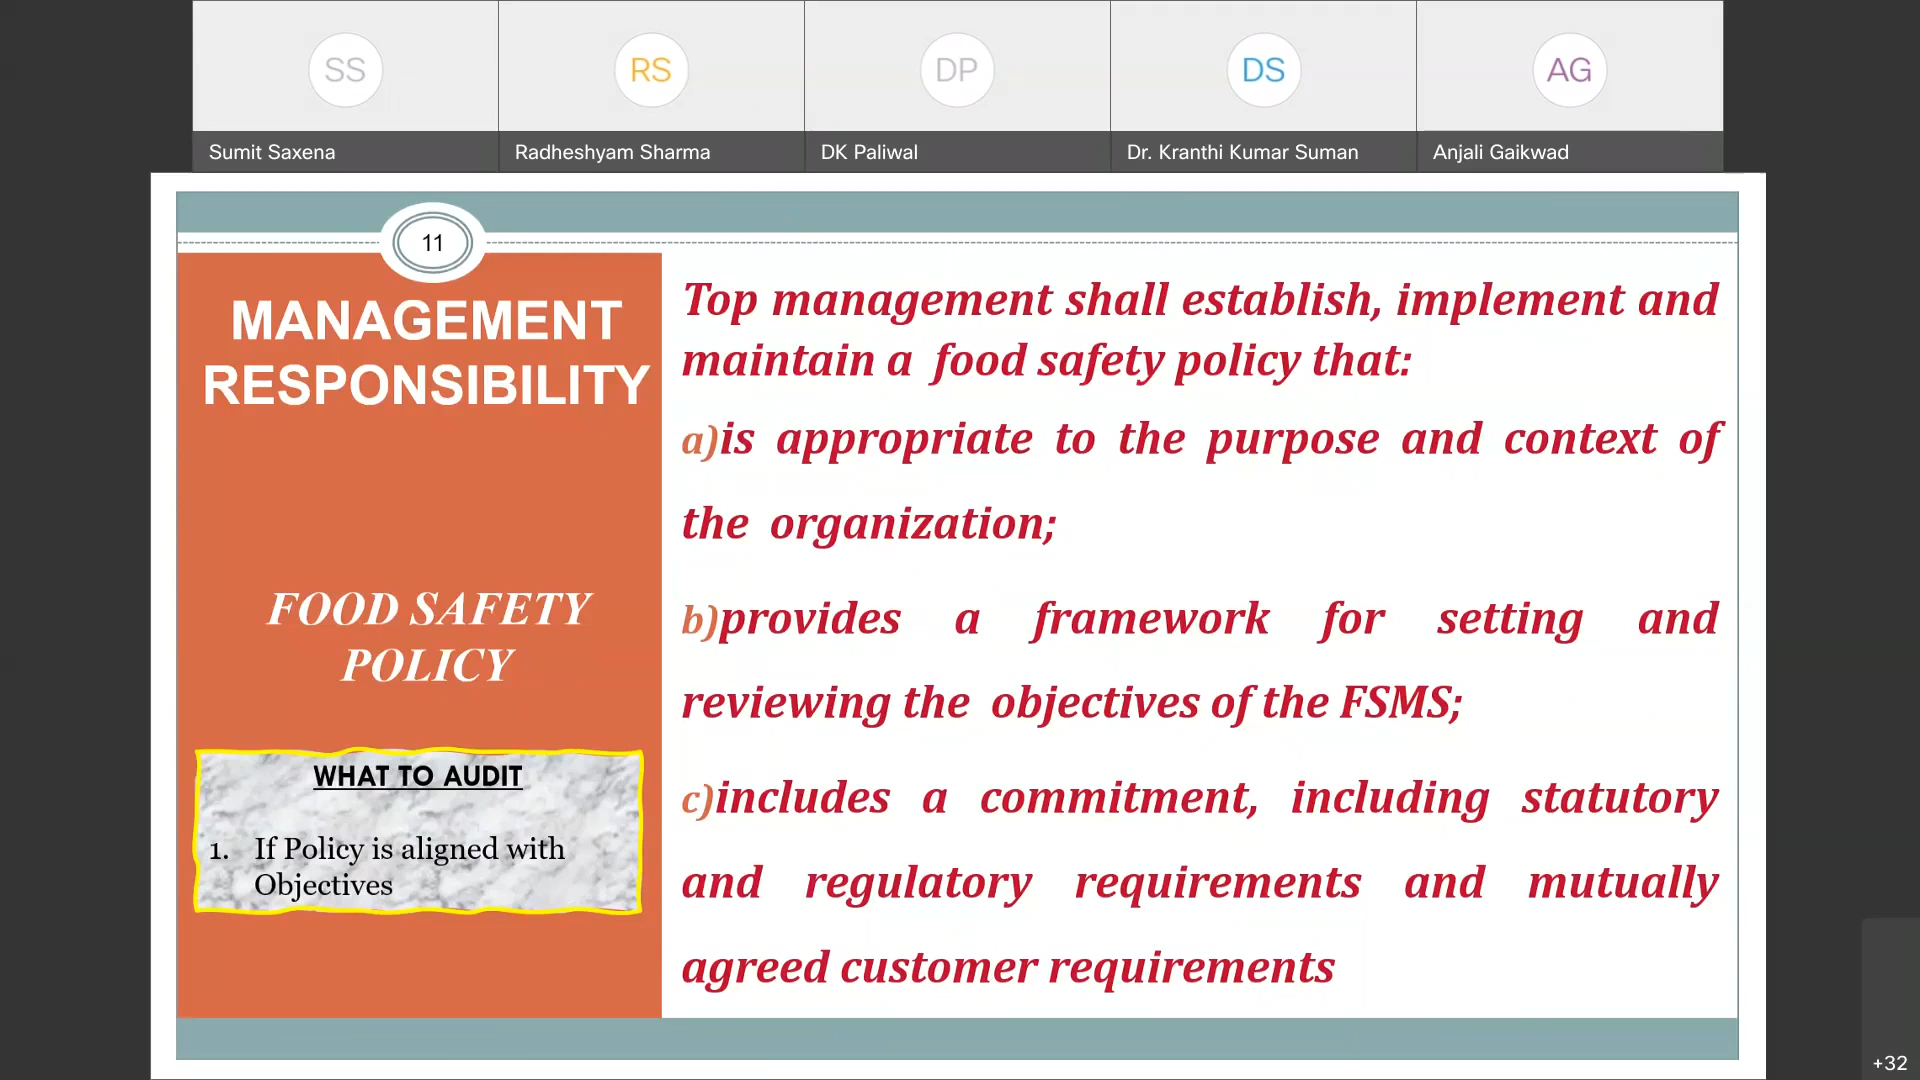 SS
RS
DP
DS
AG
Sumit Saxena
Radheshyam Sharma
DK Paliwal
Dr. Kranthi Kumar Suman
Anjali Gaikwad
11
MANAGEMENT
RESPONSIBILITY
FOOD SAFETY
POLICY
WHAT TO AUDIT
1. If Policy is aligned with
Objectives
Top management shall establish, implement and
maintain a food safety policy that:
a)is appropriate to the purpose and context of
the organization;
b)provides a framework for setting and
reviewing the objectives of the FSMS;
c)includes a commitment, including statutory
and regulatory requirements and mutually
agreed customer requirements
+32